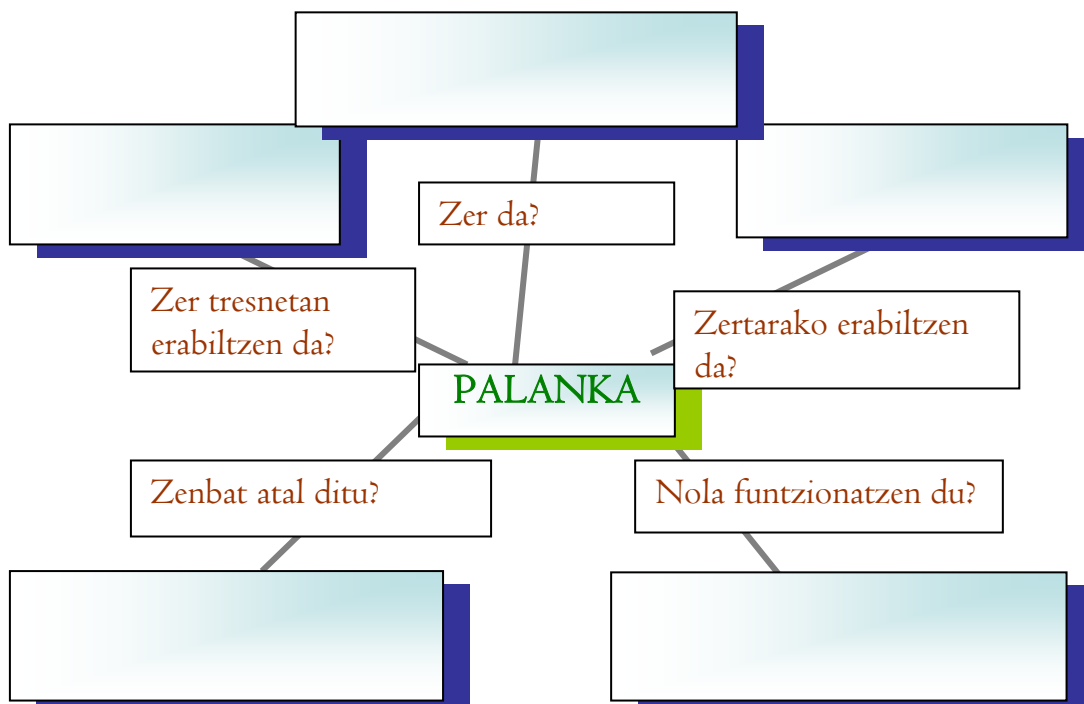 Zer da?
Zer tresnetan
erabiltzen da?
Zertarako erabiltzen
da?
PALANKA
Zenbat atal ditu?
Nola funtzionatzen du?